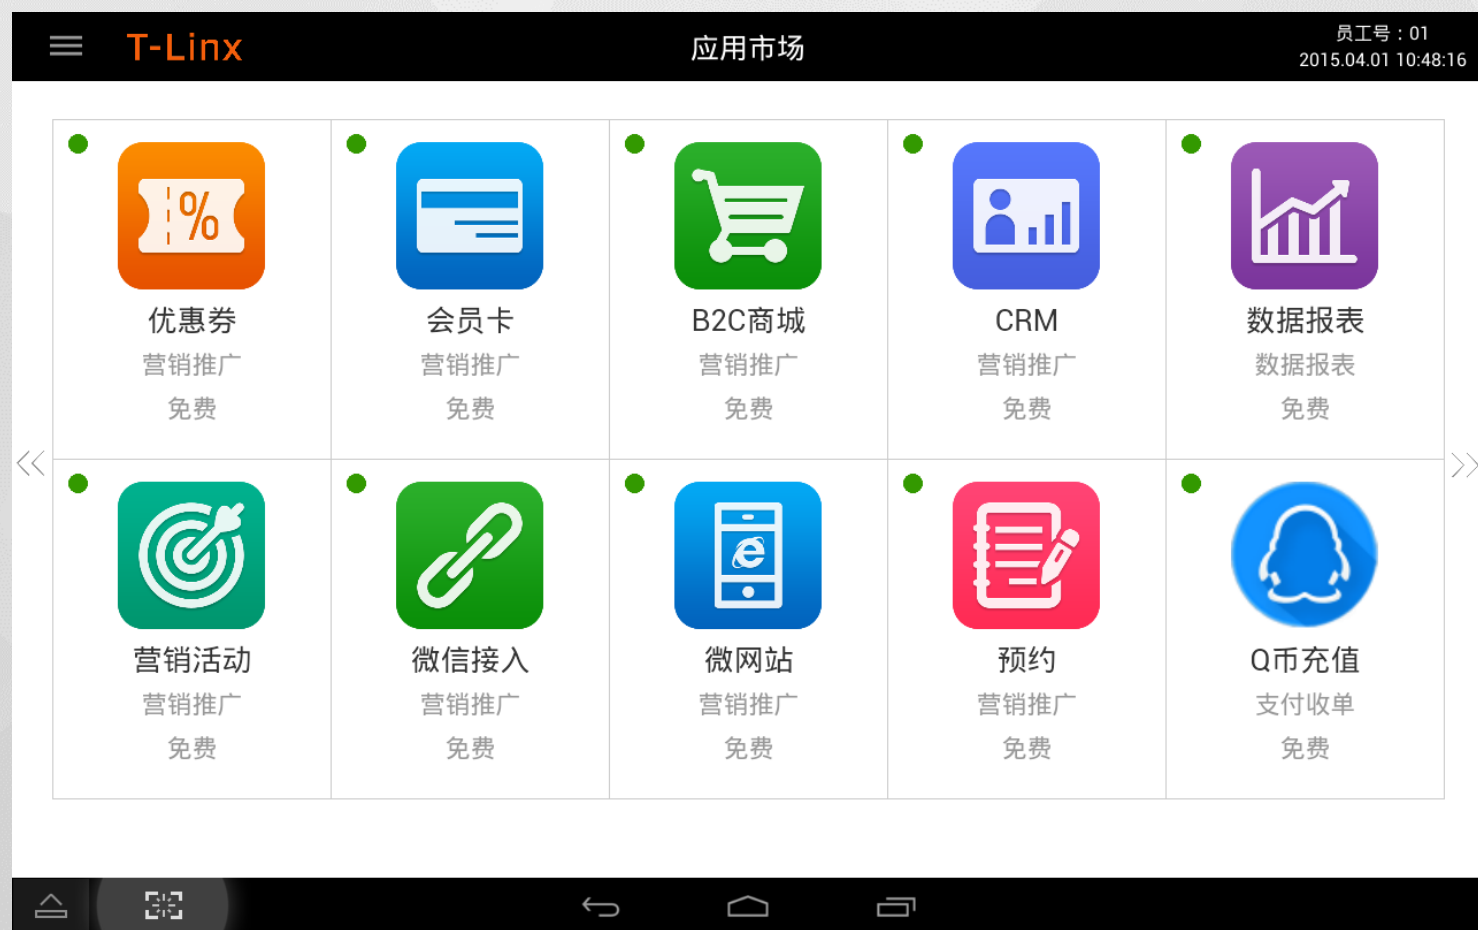 T-Linx
应用市场
员工号：01
2015.04.01 10:48:16
%
优惠券
营销推广
免费
会员卡
营销推广
免费
B2C商城
营销推广
免费
CRM
营销推广
免费
数据报表
数据报表
免费
营销活动
营销推广
免费
微信接入
营销推广
免费
微网站
营销推广
免费
预约
营销推广
免费
Q币充值
支付收单
免费